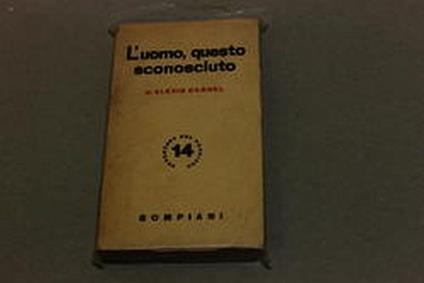 L'uomo, questo
sconosciuto
di ALEXIS CARREL
14
BOMPIANI